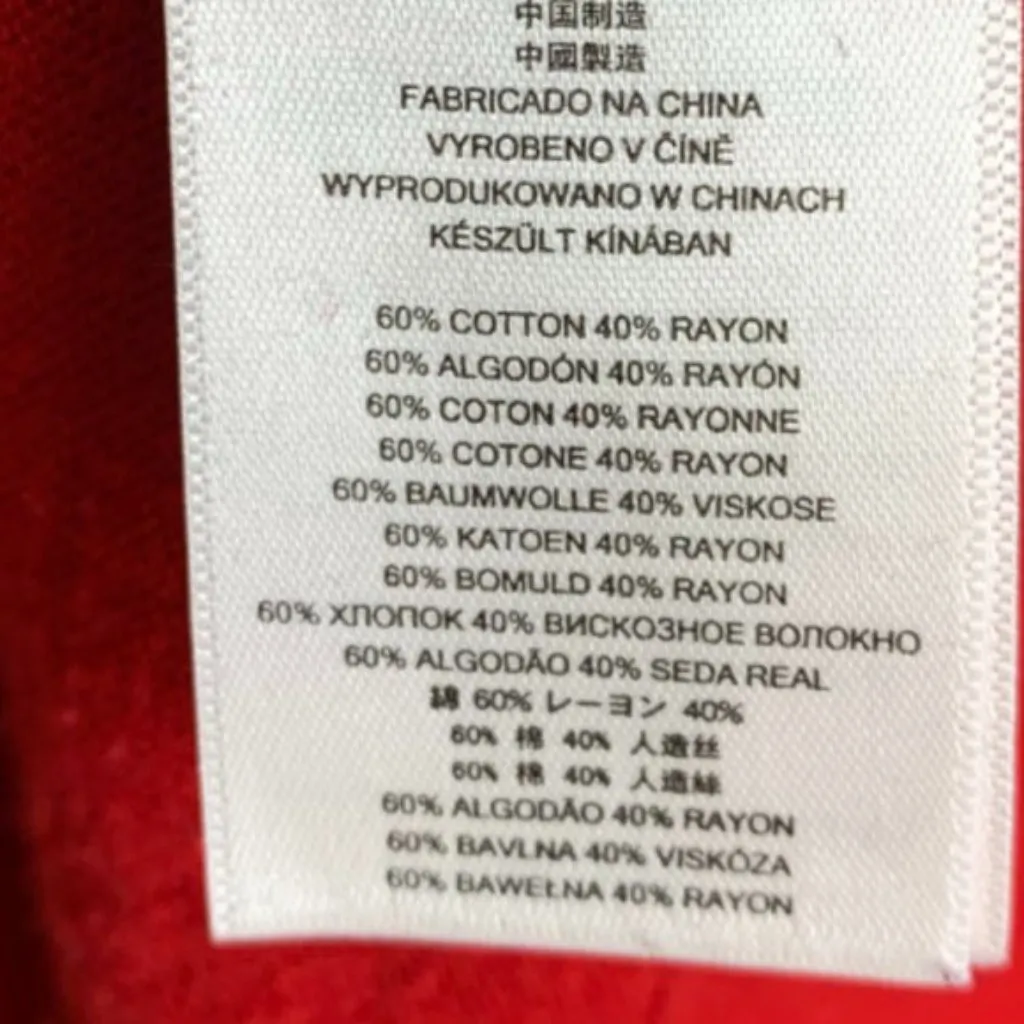 中国制造
中國製造
FABRICADO NA CHINA
VYROBENO V ČÍNĚ
WYPRODUKOWANO W CHINACH
KÉSZÜLT KÍNÁBAN
60% COTTON 40% RAYON
60% ALGODÓN 40% RAYÓN
60% COTON 40% RAYONNE
60% COTONE 40% RAYON
60% BAUMWOLLE 40% VISKOSE
60% KATOEN 40% RAYON
60% BOMULD 40% RAYON
60% ХЛОПОК 40% ВИСКОЗНОЕ ВОЛОКНО
60% ALGODÃO 40% SEDA REAL
綿 60% レーヨン 40%
60% 棉 40% 人造丝
60% 棉 40% 人造絲
60% ALGODÃO 40% RAYON
60% BAVLNA 40% VISKÓZA
60% BAWEŁNA 40% RAYON